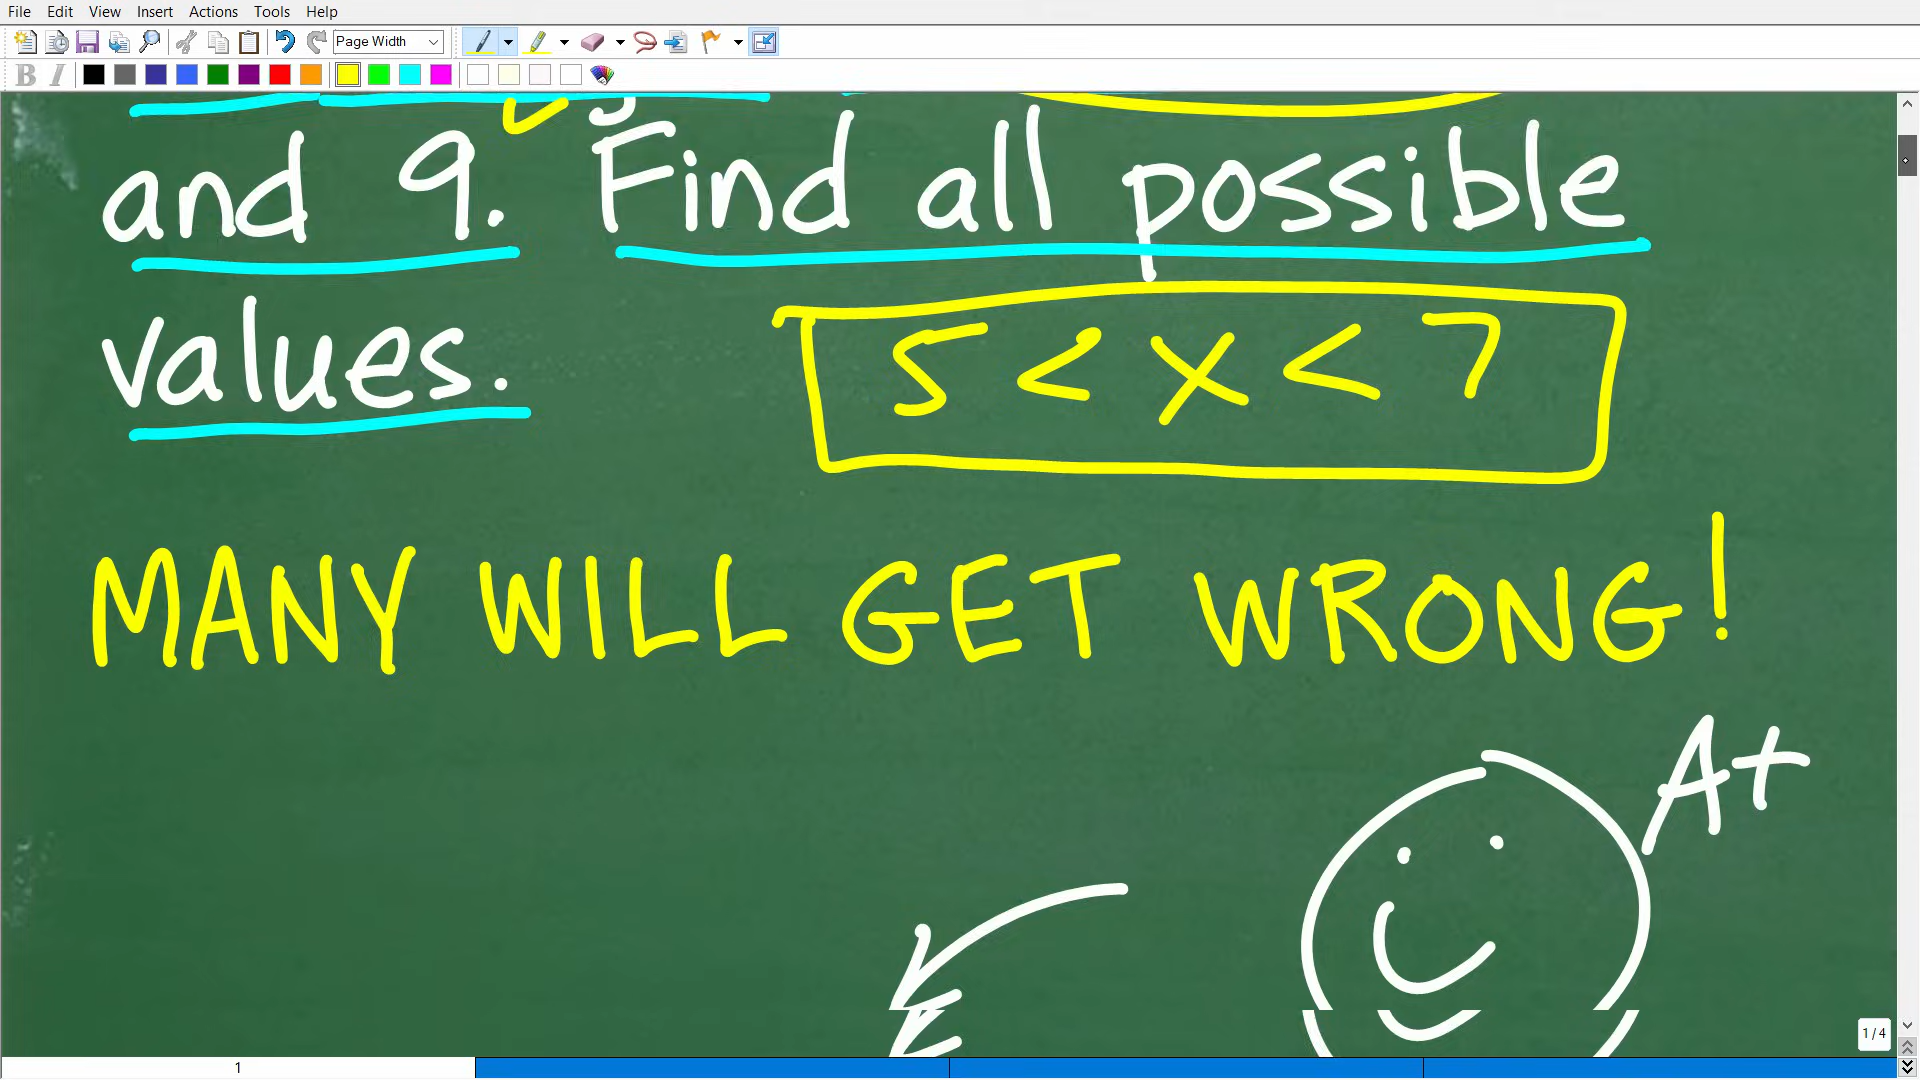 File Edit View Insert Actions Tools Help
Page Width
B I
and 9. Find all possible
values.
5 < x < 7
MANY WILL GET WRONG!
A+
1 / 4
1